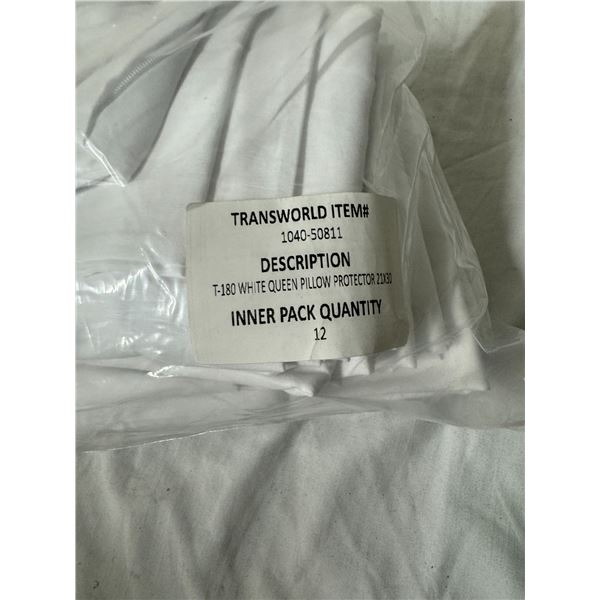 TRANSWORLD ITEM#
1040-50811
DESCRIPTION
T-180 WHITE QUEEN PILLOW PROTECTOR 21X30
INNER PACK QUANTITY
12